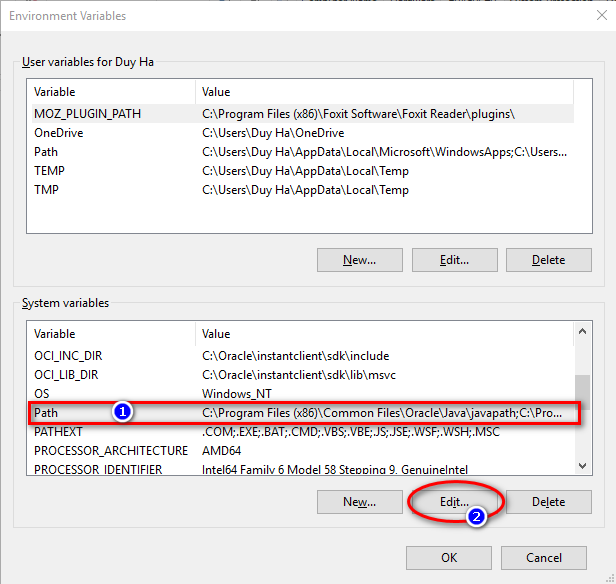 Environment Variables
User variables for Duy Ha
Variable Value
MOZ_PLUGIN_PATH C:\Program Files (x86)\Foxit Software\Foxit Reader\plugins\
OneDrive C:\Users\Duy Ha\OneDrive
Path C:\Users\Duy Ha\AppData\Local\Microsoft\WindowsApps;C:\Users...
TEMP C:\Users\Duy Ha\AppData\Local\Temp
TMP C:\Users\Duy Ha\AppData\Local\Temp
New... Edit... Delete
System variables
Variable Value
OCI_INC_DIR C:\Oracle\instantclient\sdk\include
OCI_LIB_DIR C:\Oracle\instantclient\sdk\lib\msvc
OS Windows_NT
Path 1 C:\Program Files (x86)\Common Files\Oracle\Java\javapath;C:\Pro...
PATHEXT .COM;.EXE;.BAT;.CMD;.VBS;.VBE;.JS;.JSE;.WSF;.WSH;.MSC
PROCESSOR_ARCHITECTURE AMD64
PROCESSOR_IDENTIFIER Intel64 Family 6 Model 58 Stepping 9, GenuineIntel
New... Edit... Delete
2
OK Cancel